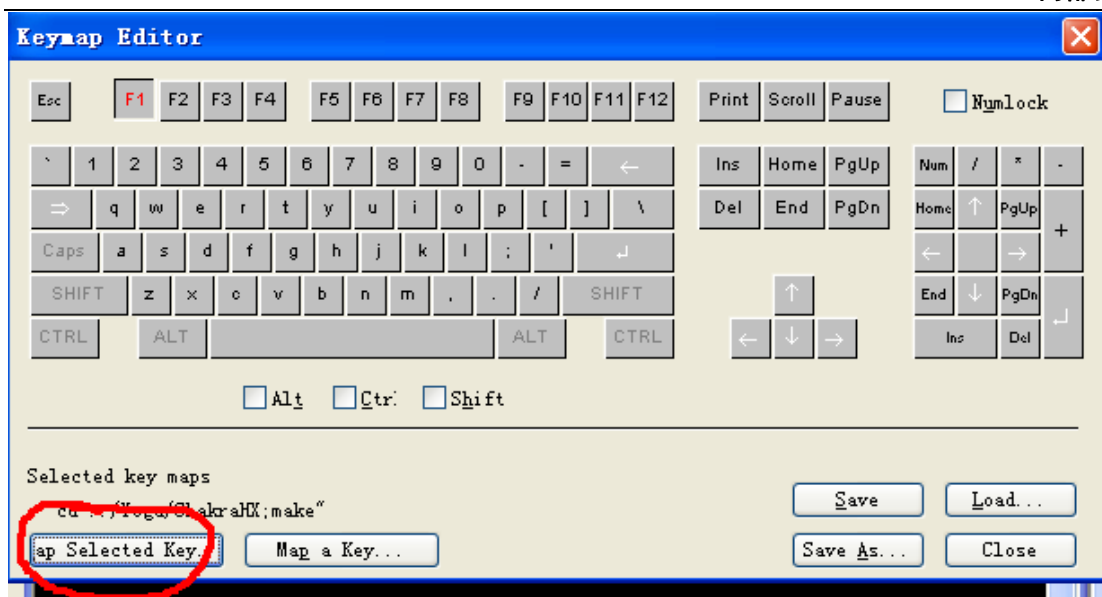 Keymap Editor
Esc F1 F2 F3 F4 F5 F6 F7 F8 F9 F10 F11 F12 Print Scroll Pause Numlock
` 1 2 3 4 5 6 7 8 9 0 - = ← Ins Home PgUp Num / * -
⇒ q w e r t y u i o p [ ] \ Del End PgDn Home ↑ PgUp +
Caps a s d f g h j k l ; ' ↵ ← →
SHIFT z x c v b n m , . / SHIFT ↑ End ↓ PgDn ↵
CTRL ALT ALT CTRL ← ↓ → Ins Del
Alt Ctrl Shift
Selected key maps
Save Load...
ap Selected Key. Map a Key... Save As... Close